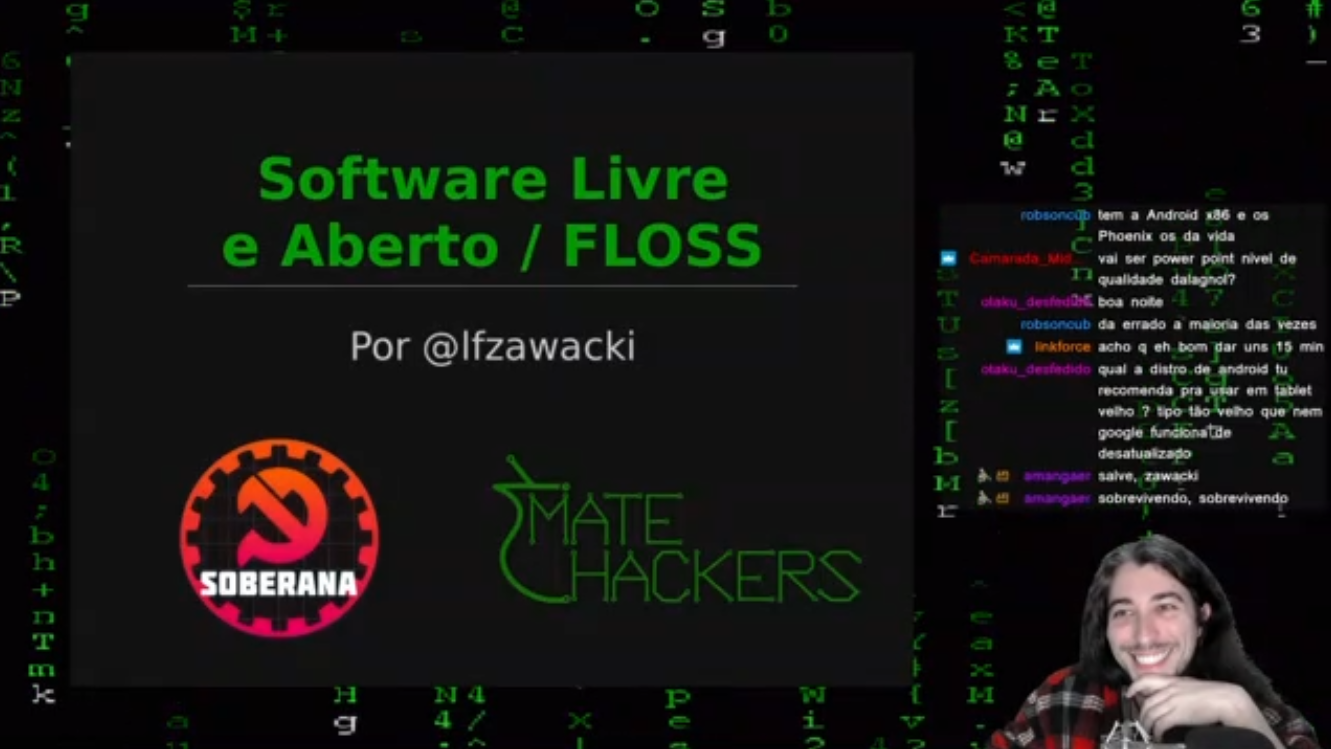 Software Livre
e Aberto / FLOSS
Por @lfzawacki
SOBERANA
MATE
HACKERS
robsoncub tem a Android x86 e os
Phoenix os da vida
Camarada_Mid... vai ser power point nivel de
qualidade dalagnol?
otaku_desfedido boa noite
robsoncub da errado a maioria das vezes
linkforce acho q eh bom dar uns 15 min
otaku_desfedido qual a distro de android tu
recomenda pra usar em tablet
velho ? tipo tão velho que nem
google funciona de
desatualizado
amangaer salve, zawacki
amangaer sobrevivendo, sobrevivendo